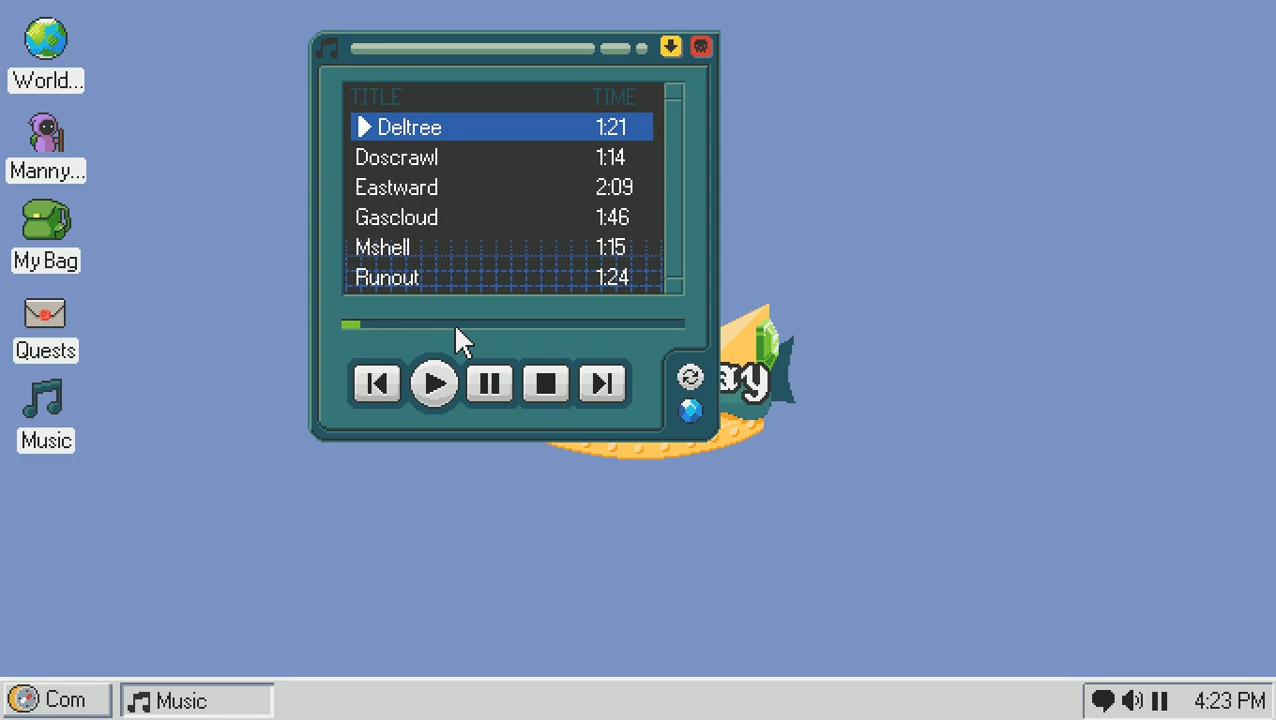 World...
Manny...
My Bag
Quests
Music
TITLE TIME
Deltree 1:21
Doscrawl 1:14
Eastward 2:09
Gascloud 1:46
Mshell 1:15
Runout 1:24
ay
Com
Music
4:23 PM